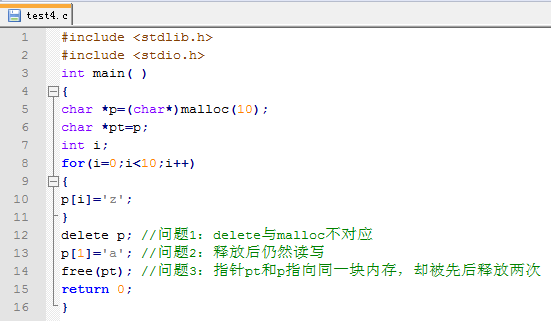 test4.c
1 #include <stdlib.h>
2 #include <stdio.h>
3 int main( )
4 {
5 char *p=(char*)malloc(10);
6 char *pt=p;
7 int i;
8 for(i=0;i<10;i++)
9 {
10 p[i]='z';
11 }
12 delete p; //问题1：delete与malloc不对应
13 p[1]='a'; //问题2：释放后仍然读写
14 free(pt); //问题3：指针pt和p指向同一块内存，却被先后释放两次
15 return 0;
16 }